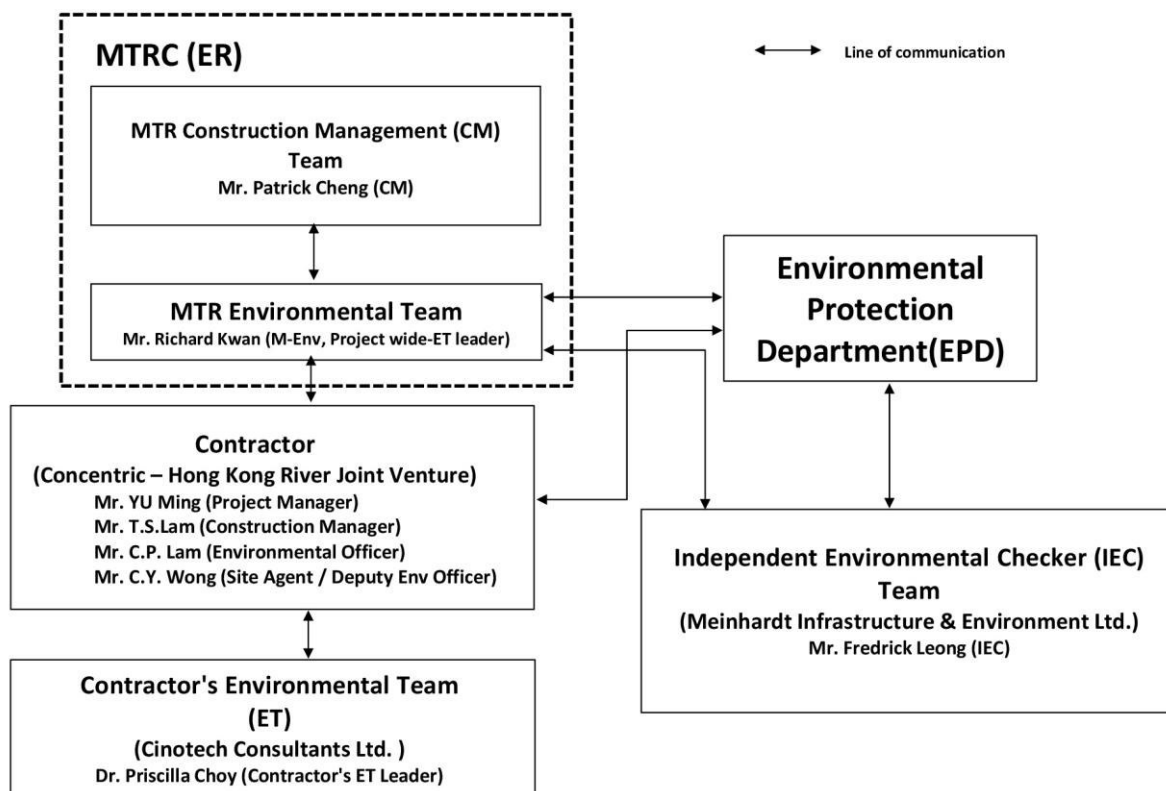 MTRC (ER)
Line of communication
MTR Construction Management (CM)
Team
Mr. Patrick Cheng (CM)
MTR Environmental Team
Mr. Richard Kwan (M-Env, Project wide-ET leader)
Environmental
Protection
Department(EPD)
Contractor
(Concentric – Hong Kong River Joint Venture)
Mr. YU Ming (Project Manager)
Mr. T.S.Lam (Construction Manager)
Mr. C.P. Lam (Environmental Officer)
Mr. C.Y. Wong (Site Agent / Deputy Env Officer)
Independent Environmental Checker (IEC)
Team
(Meinhardt Infrastructure & Environment Ltd.)
Mr. Fredrick Leong (IEC)
Contractor's Environmental Team
(ET)
(Cinotech Consultants Ltd. )
Dr. Priscilla Choy (Contractor's ET Leader)